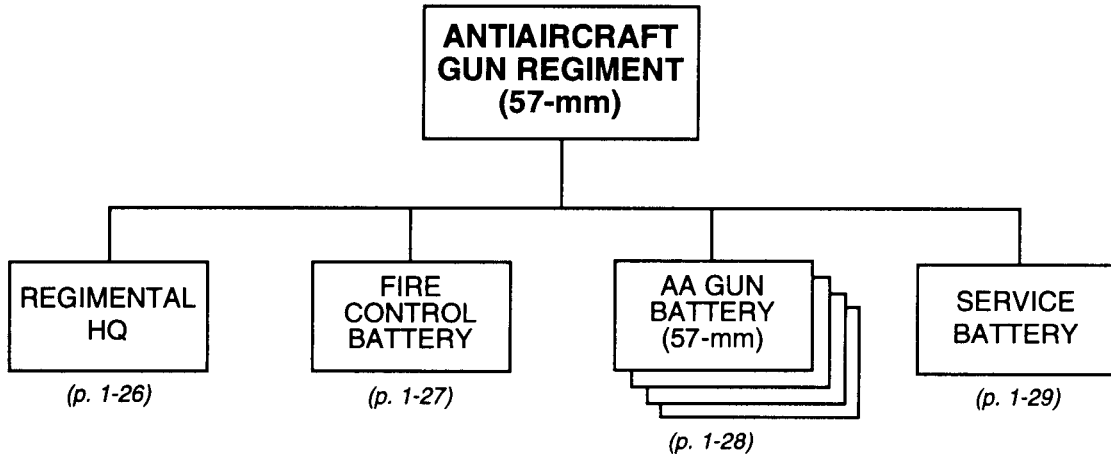 ANTIAIRCRAFT
GUN REGIMENT
(57-mm)
REGIMENTAL
HQ
(p. 1-26)
FIRE
CONTROL
BATTERY
(p. 1-27)
AA GUN
BATTERY
(57-mm)
(p. 1-28)
SERVICE
BATTERY
(p. 1-29)